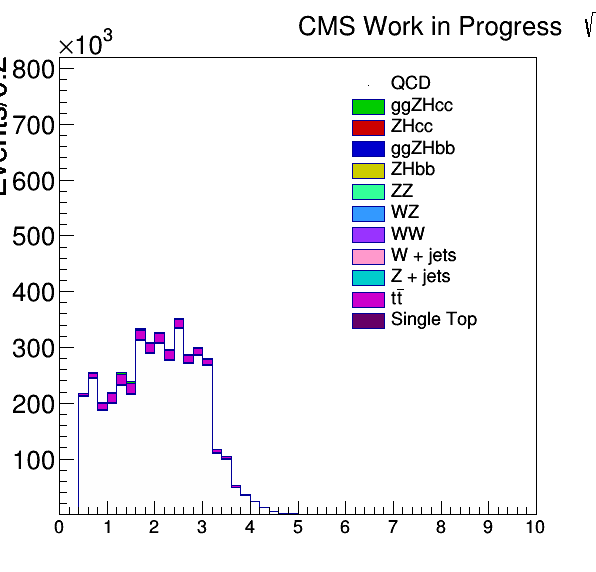 CMS Work in Progress √
×10³
Events/0.2
800
700
600
500
400
300
200
100
QCD
ggZHcc
ZHcc
ggZHbb
ZHbb
ZZ
WZ
WW
W + jets
Z + jets
tt̄
Single Top
0 1 2 3 4 5 6 7 8 9 10